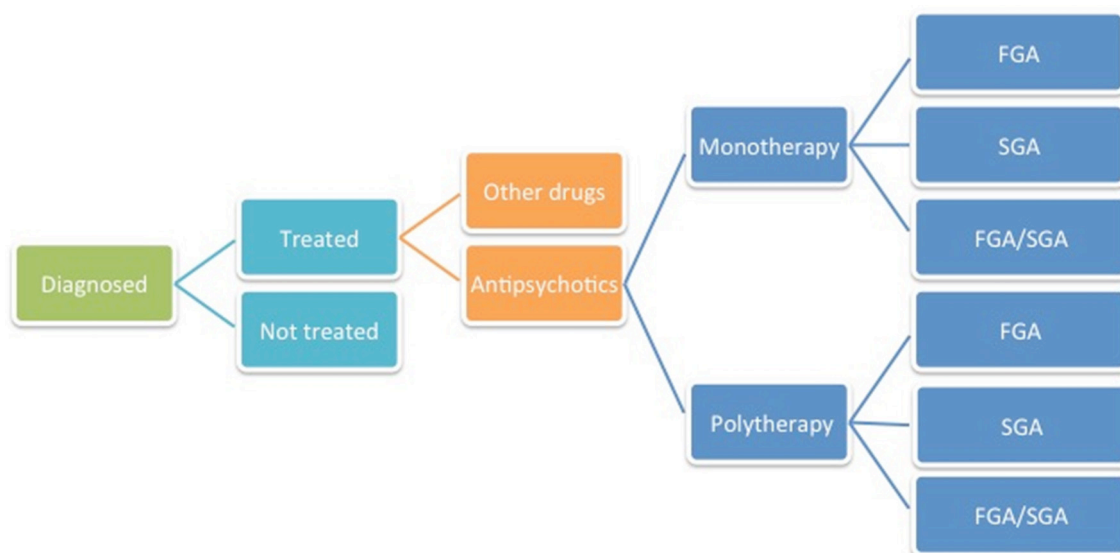 Diagnosed
Treated
Not treated
Other drugs
Antipsychotics
Monotherapy
FGA
SGA
FGA/SGA
Polytherapy
FGA
SGA
FGA/SGA